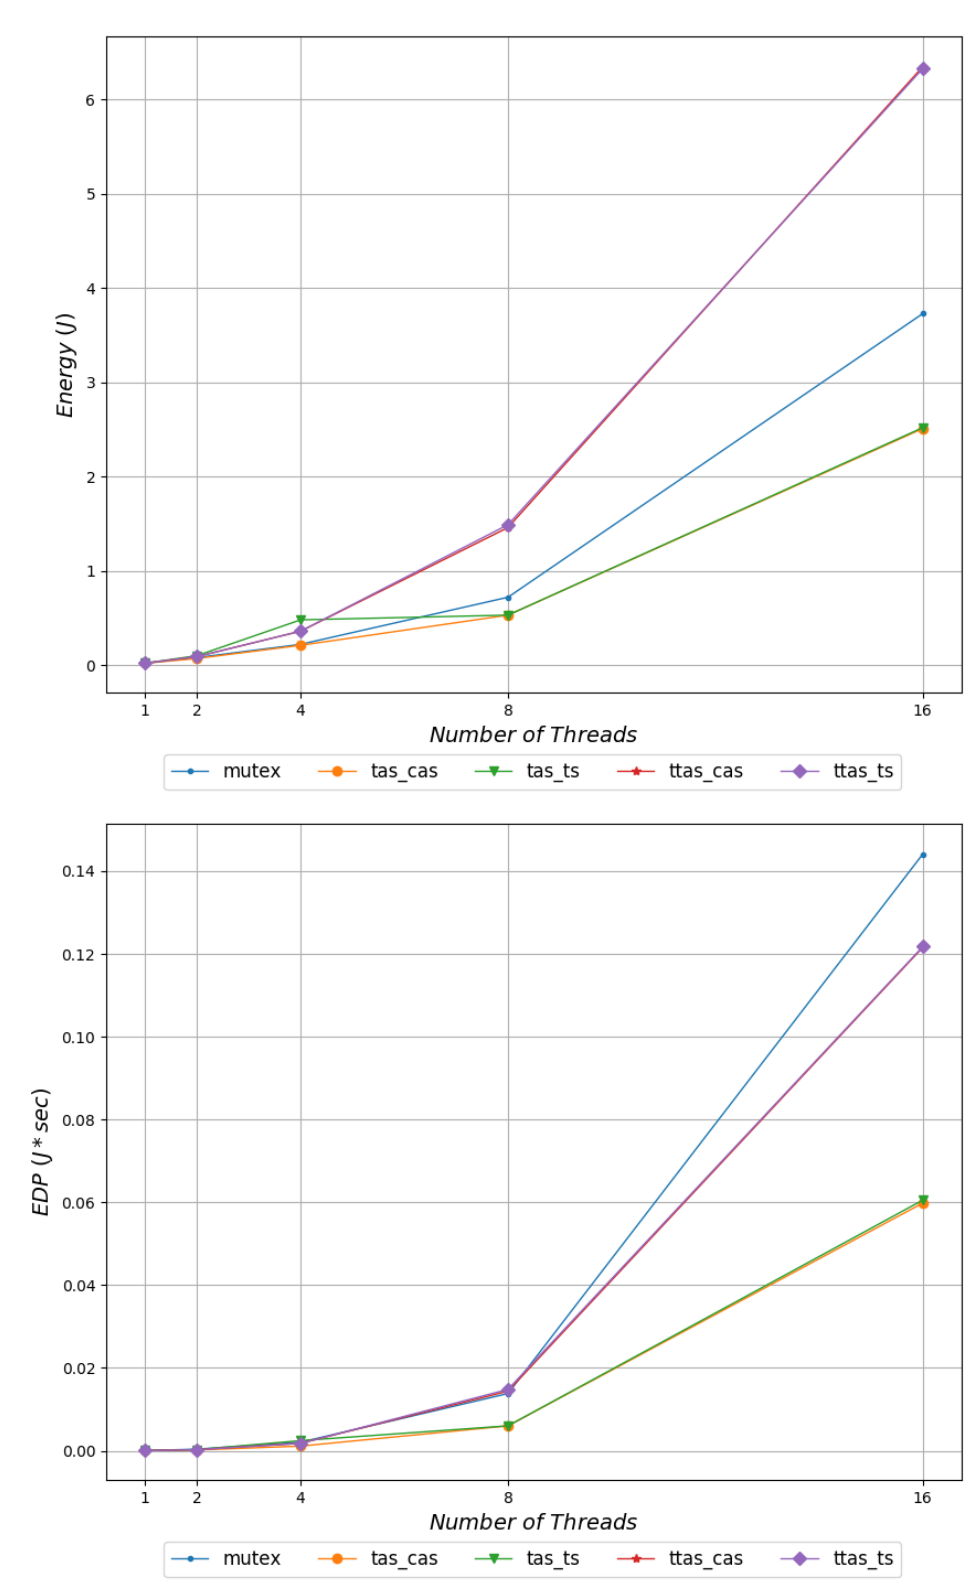 6
5
4
3
2
1
0
Energy (J)
1 2 4 8 16
Number of Threads
mutex tas_cas tas_ts ttas_cas ttas_ts
0.14
0.12
0.10
0.08
0.06
0.04
0.02
0.00
EDP (J * sec)
1 2 4 8 16
Number of Threads
mutex tas_cas tas_ts ttas_cas ttas_ts